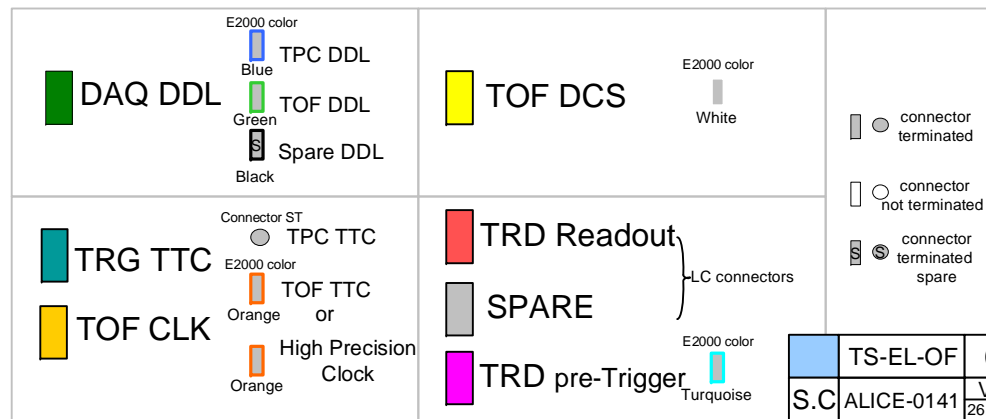 E2000 color
TPC DDL
Blue
DAQ DDL
TOF DDL
Green
S
Spare DDL
Black
E2000 color
TOF DCS
White
connector
terminated
connector
not terminated
S S connector
terminated
spare
Connector ST
TPC TTC
TRG TTC
E2000 color
TOF TTC
Orange or
TOF CLK
High Precision
Clock
Orange
TRD Readout
LC connectors
SPARE
E2000 color
TRD pre-Trigger
Turquoise
TS-EL-OF
S.C ALICE-0141
26